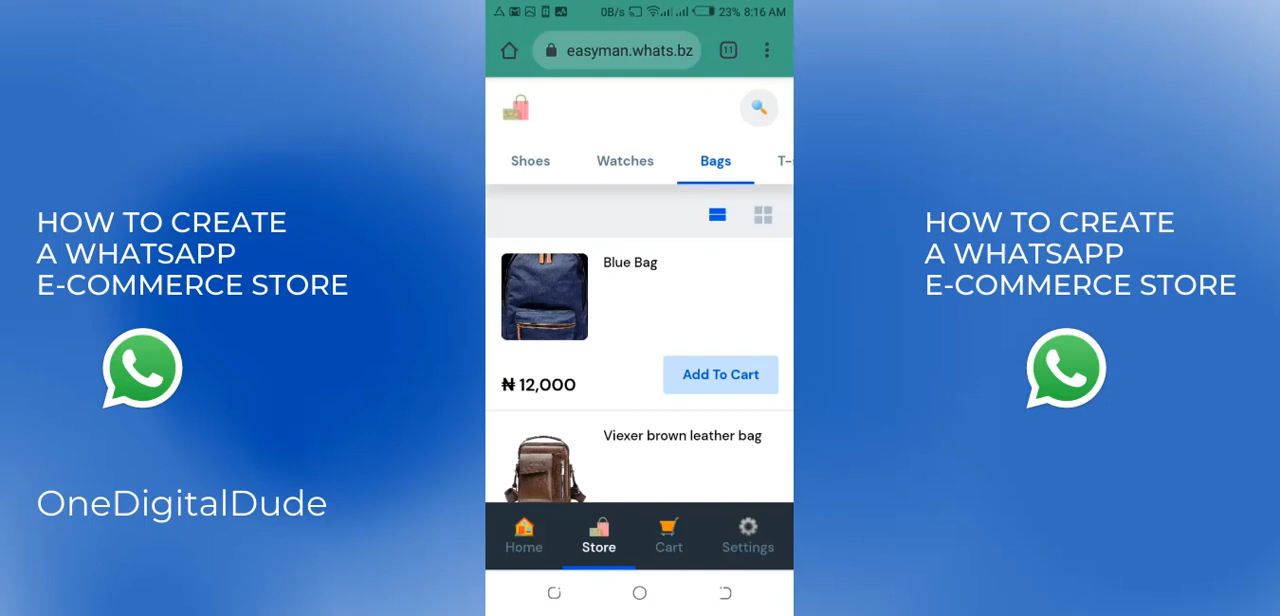 HOW TO CREATE
A WHATSAPP
E-COMMERCE STORE
OneDigitalDude
0B/s 23% 8:16 AM
easyman.whats.bz 11
Shoes Watches Bags T-
Blue Bag
₦ 12,000 Add To Cart
Viexer brown leather bag
Home Store Cart Settings
HOW TO CREATE
A WHATSAPP
E-COMMERCE STORE